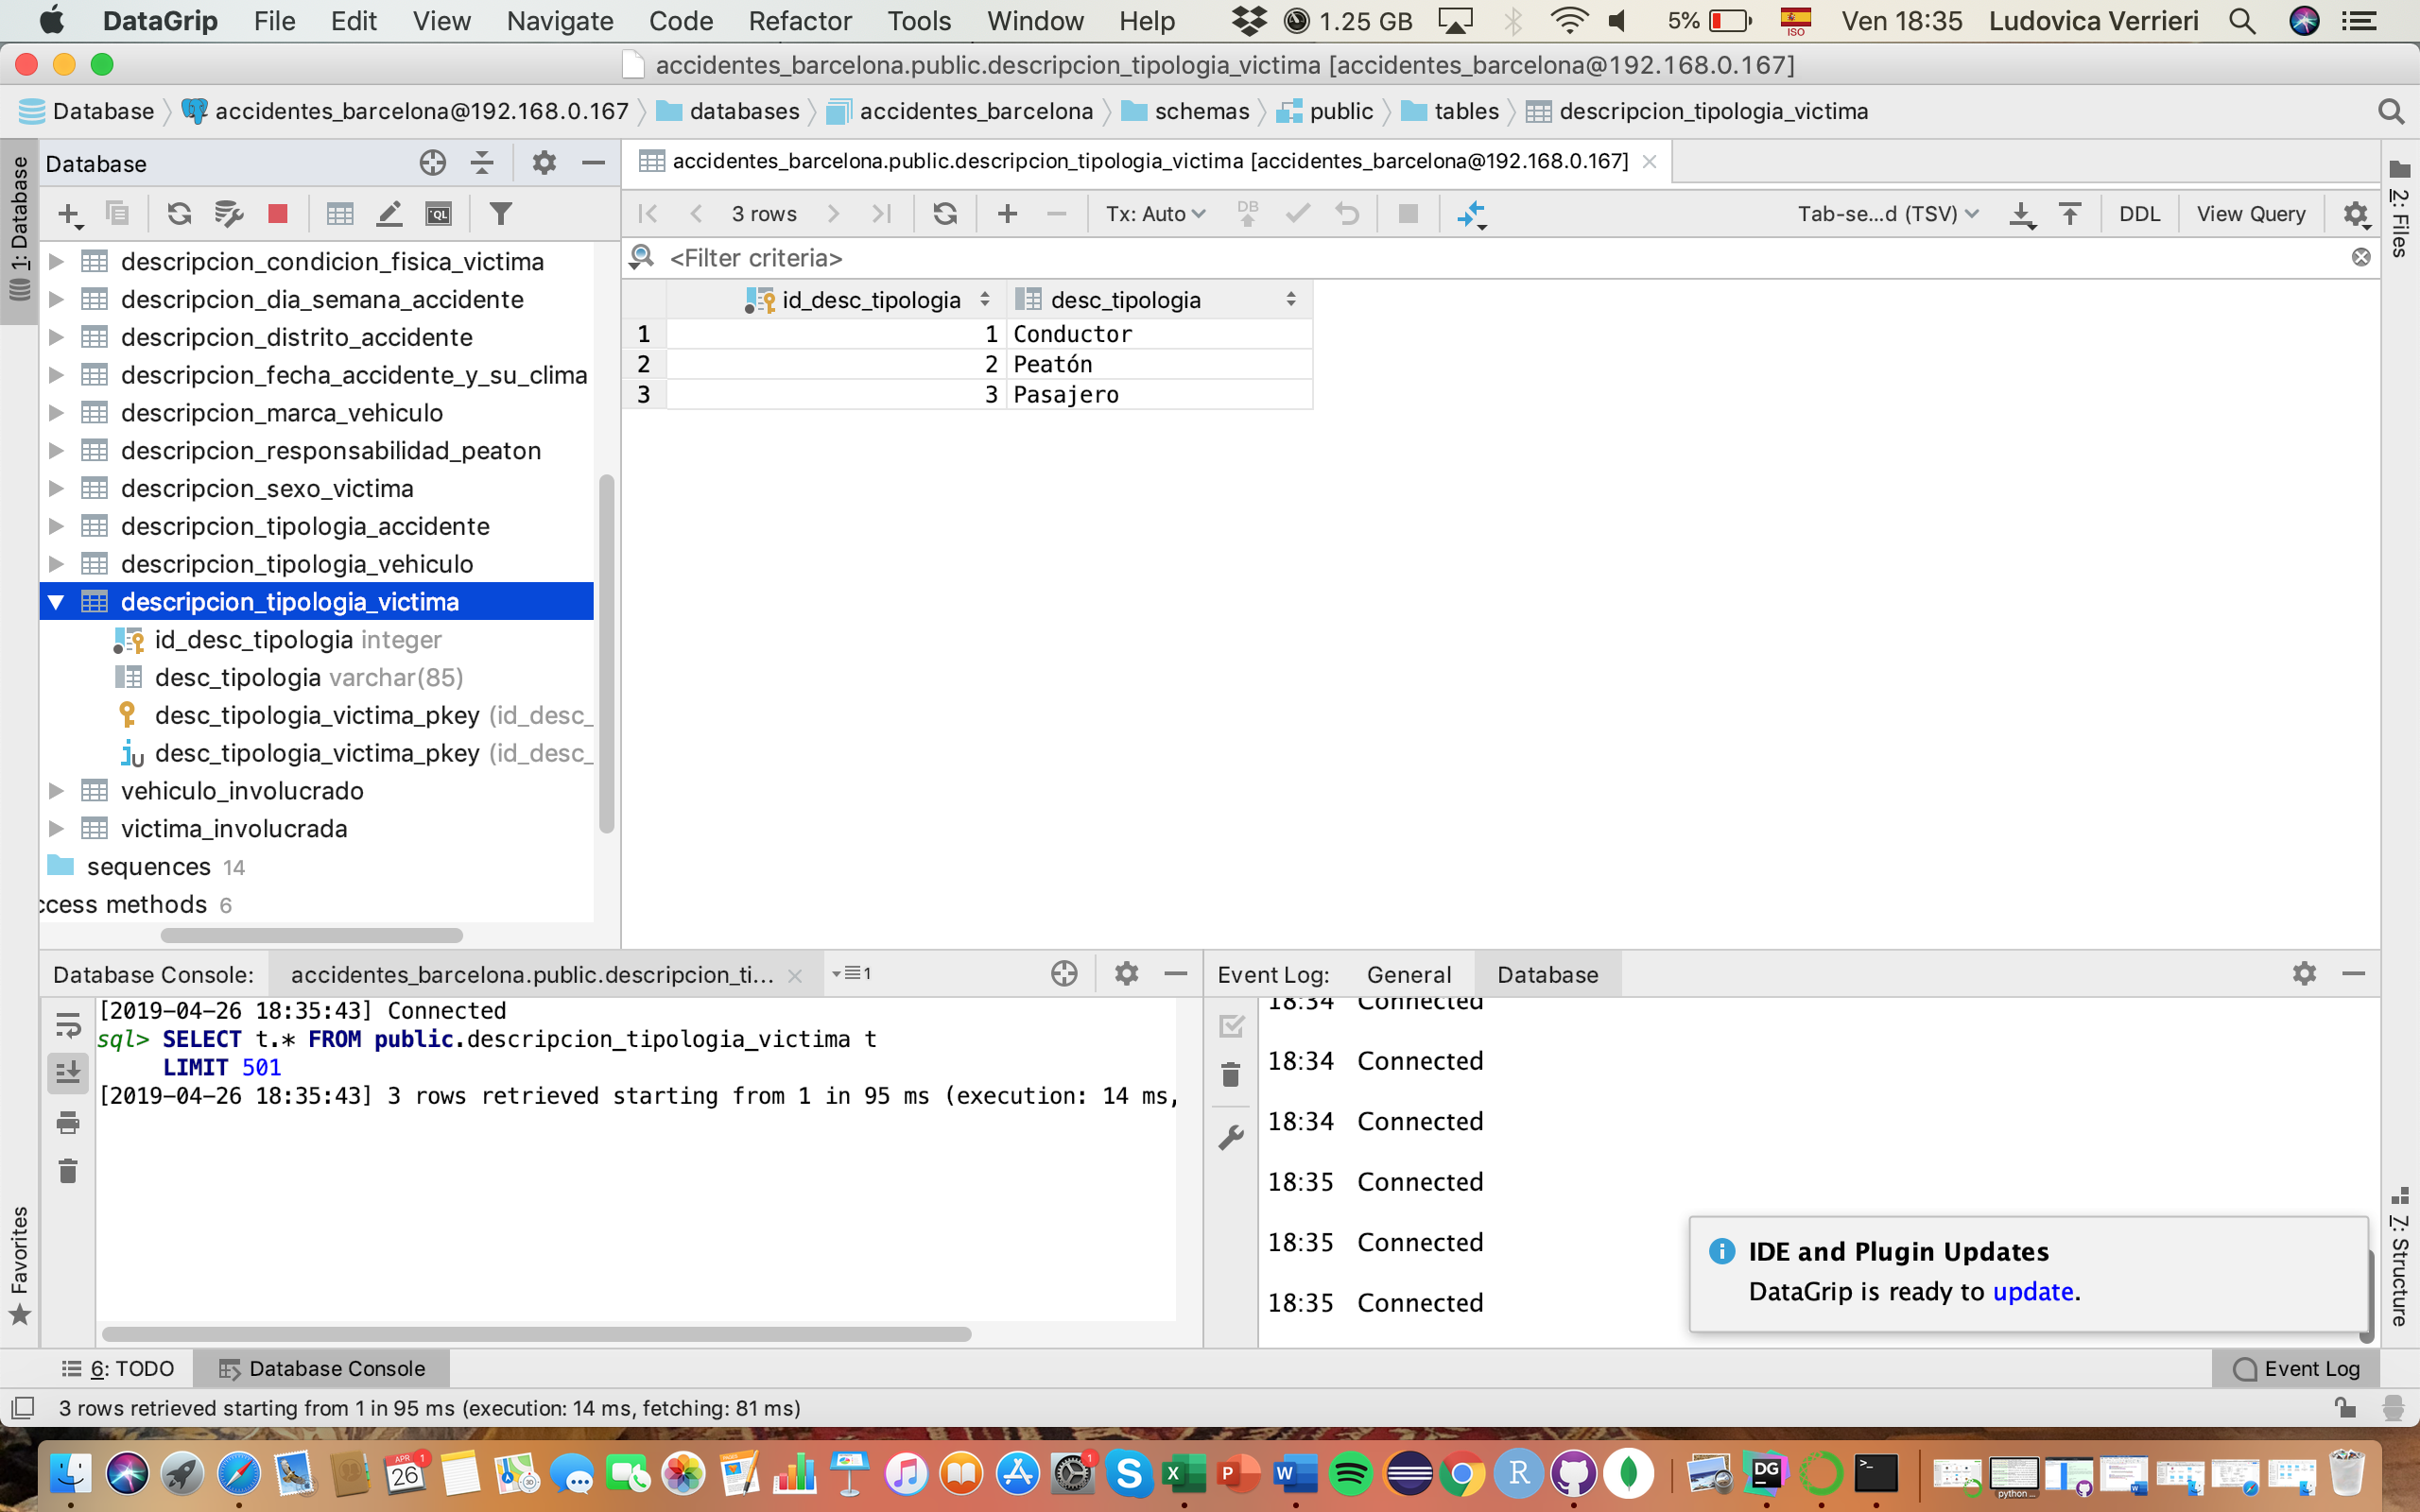 DataGrip File Edit View Navigate Code Refactor Tools Window Help 1.25 GB 5% ISO Ven 18:35 Ludovica Verrieri
accidentes_barcelona.public.descripcion_tipologia_victima [accidentes_barcelona@192.168.0.167]
Database accidentes_barcelona@192.168.0.167 databases accidentes_barcelona schemas public tables descripcion_tipologia_victima
1: Database
Database
descripcion_condicion_fisica_victima
descripcion_dia_semana_accidente
descripcion_distrito_accidente
descripcion_fecha_accidente_y_su_clima
descripcion_marca_vehiculo
descripcion_responsabilidad_peaton
descripcion_sexo_victima
descripcion_tipologia_accidente
descripcion_tipologia_vehiculo
descripcion_tipologia_victima
id_desc_tipologia integer
desc_tipologia varchar(85)
desc_tipologia_victima_pkey (id_desc_
desc_tipologia_victima_pkey (id_desc_
vehiculo_involucrado
victima_involucrada
sequences 14
ccess methods 6
accidentes_barcelona.public.descripcion_tipologia_victima [accidentes_barcelona@192.168.0.167]
3 rows Tx: Auto DB Tab-se...d (TSV) DDL View Query
<Filter criteria>
id_desc_tipologia desc_tipologia
1 1 Conductor
2 2 Peatón
3 3 Pasajero
2: Files
Database Console: accidentes_barcelona.public.descripcion_ti... 1
[2019-04-26 18:35:43] Connected
sql> SELECT t.* FROM public.descripcion_tipologia_victima t
LIMIT 501
[2019-04-26 18:35:43] 3 rows retrieved starting from 1 in 95 ms (execution: 14 ms,
Event Log: General Database
18:34 Connected
18:34 Connected
18:34 Connected
18:35 Connected
18:35 Connected
18:35 Connected
IDE and Plugin Updates
DataGrip is ready to update.
7: Structure
Favorites
6: TODO Database Console Event Log
3 rows retrieved starting from 1 in 95 ms (execution: 14 ms, fetching: 81 ms)
APR 26 1 1 S X P W R DG >_ python ...